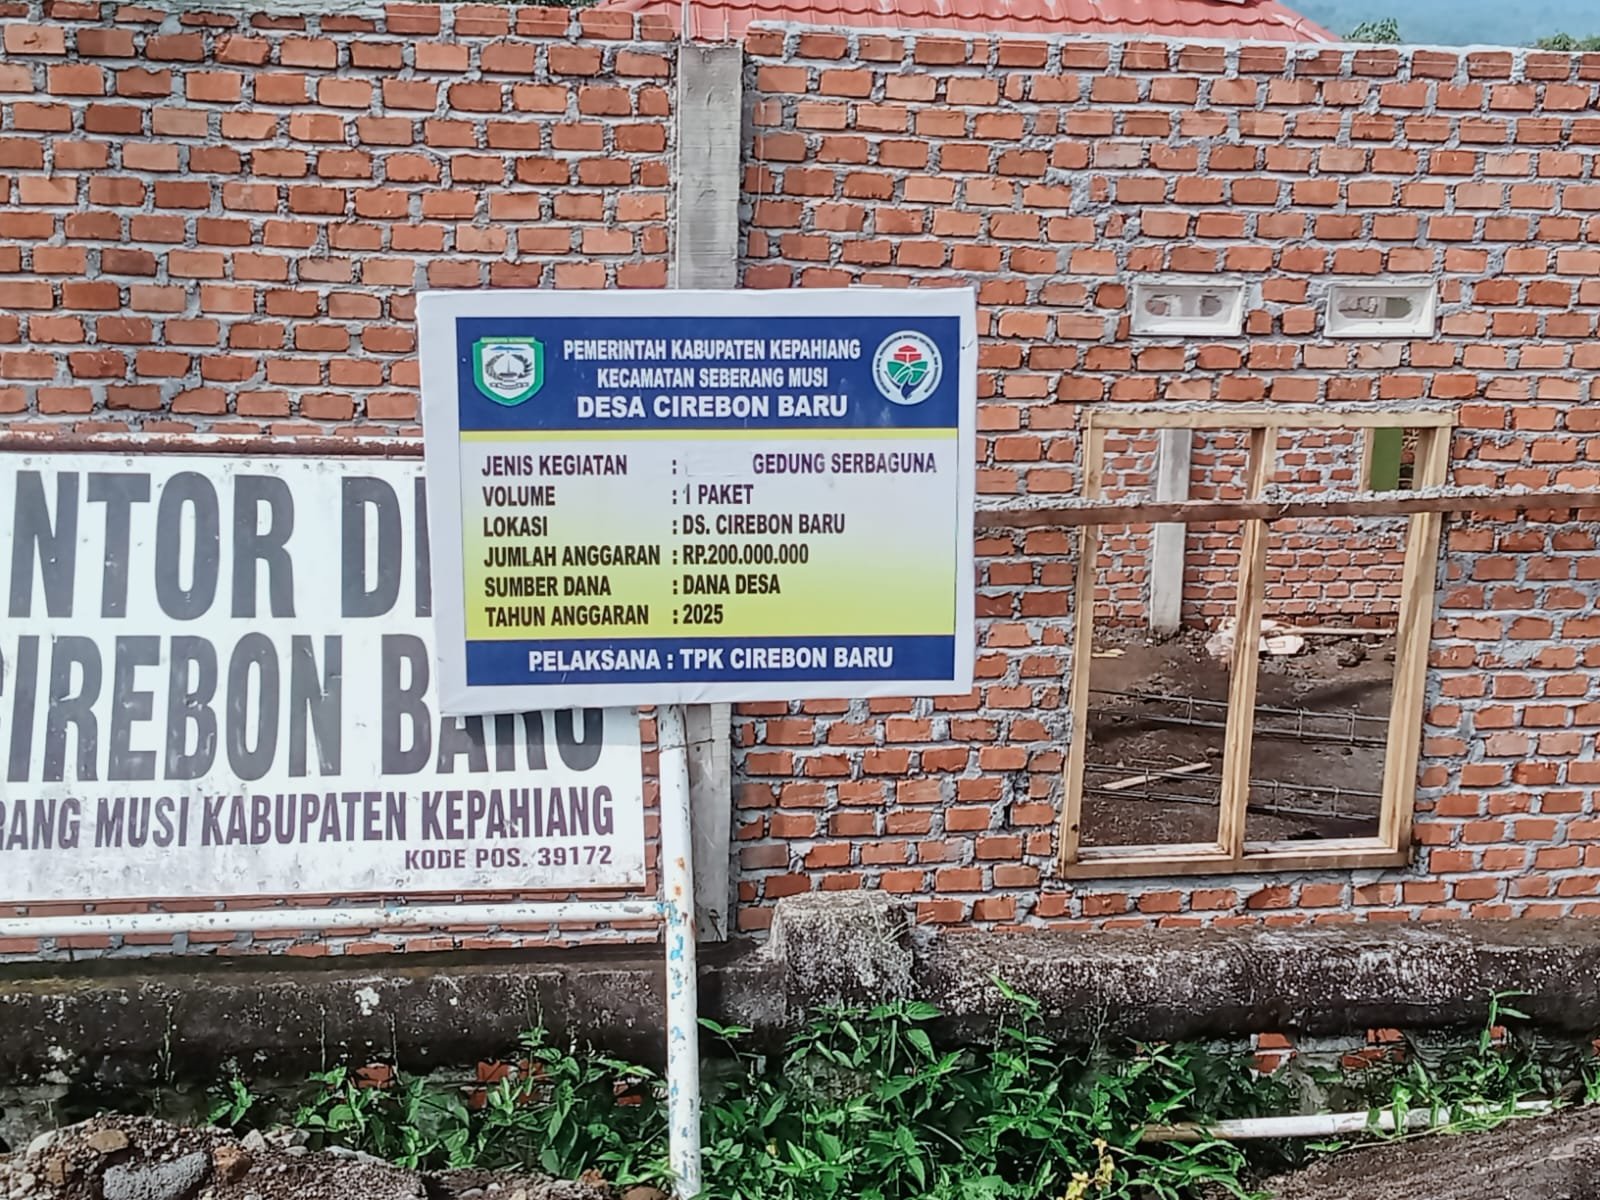 PEMERINTAH KABUPATEN KEPAHIANG
KECAMATAN SEBERANG MUSI
DESA CIREBON BARU
JENIS KEGIATAN : GEDUNG SERBAGUNA
VOLUME : 1 PAKET
LOKASI : DS. CIREBON BARU
JUMLAH ANGGARAN : RP.200.000.000
SUMBER DANA : DANA DESA
TAHUN ANGGARAN : 2025
PELAKSANA : TPK CIREBON BARU
NTOR D
CIREBON BARU
RANG MUSI KABUPATEN KEPAHIANG
KODE POS. 39172